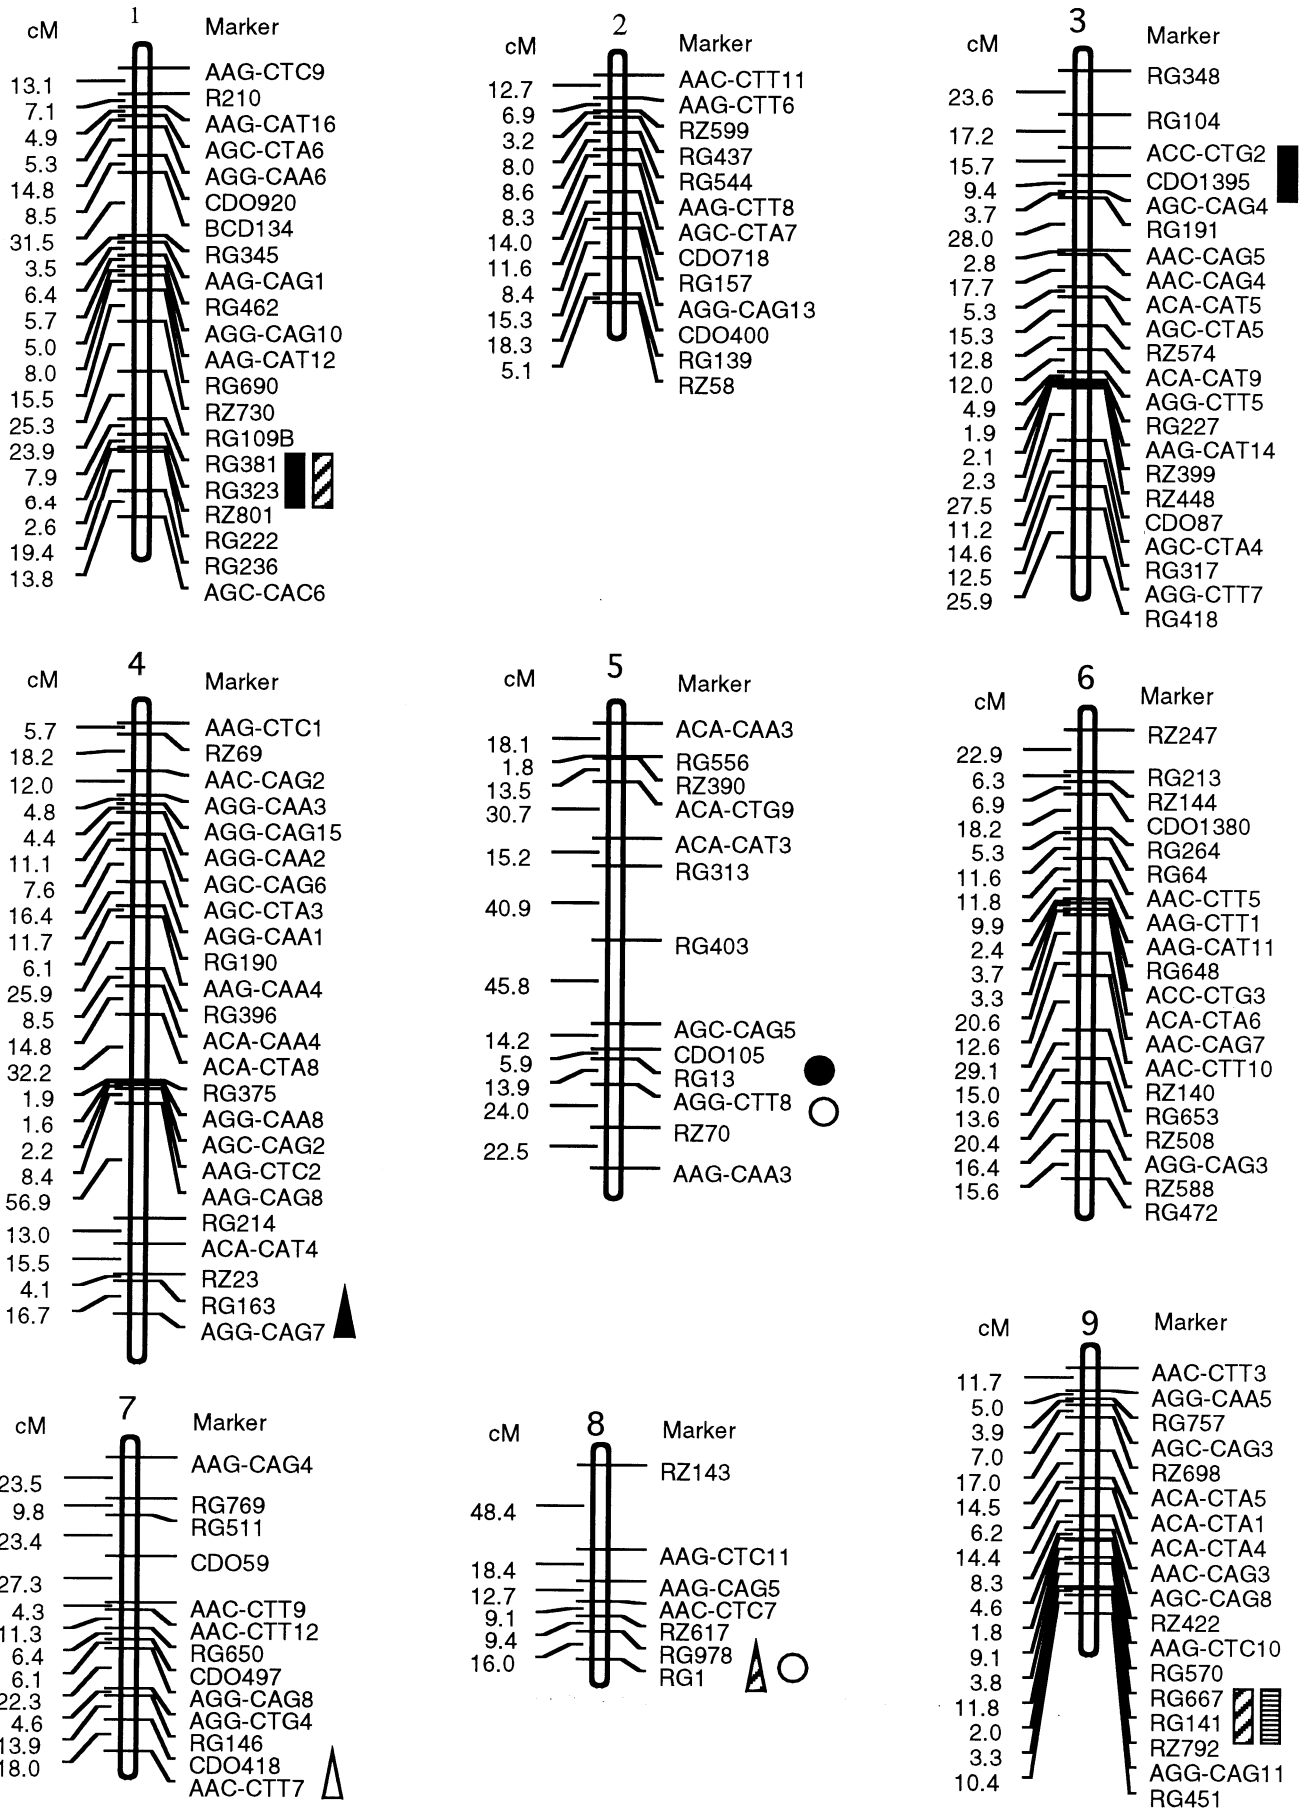 1
cM Marker
AAG-CTC9
13.1
R210
7.1
AAG-CAT16
4.9
AGC-CTA6
5.3
AGG-CAA6
14.8
CDO920
8.5
BCD134
31.5
RG345
3.5
AAG-CAG1
6.4
RG462
5.7
AGG-CAG10
5.0
AAG-CAT12
8.0
RG690
15.5
RZ730
25.3
RG109B
23.9
RG381
7.9
RG323
6.4
RZ801
2.6
RG222
19.4
RG236
13.8
AGC-CAC6
2
cM Marker
AAC-CTT11
12.7
AAG-CTT6
6.9
RZ599
3.2
RG437
8.0
RG544
8.6
AAG-CTT8
8.3
AGC-CTA7
14.0
CDO718
11.6
RG157
8.4
AGG-CAG13
15.3
CDO400
18.3
RG139
5.1
RZ58
3
cM Marker
RG348
23.6
RG104
17.2
ACC-CTG2
15.7
CDO1395
9.4
AGC-CAG4
3.7
RG191
28.0
AAC-CAG5
2.8
AAC-CAG4
17.7
ACA-CAT5
5.3
AGC-CTA5
15.3
RZ574
12.8
ACA-CAT9
12.0
AGG-CTT5
4.9
RG227
1.9
AAG-CAT14
2.1
RZ399
2.3
RZ448
27.5
CDO87
11.2
AGC-CTA4
14.6
RG317
12.5
AGG-CTT7
25.9
RG418
4
cM Marker
AAG-CTC1
5.7
RZ69
18.2
AAC-CAG2
12.0
AGG-CAA3
4.8
AGG-CAG15
4.4
AGG-CAA2
11.1
AGC-CAG6
7.6
AGC-CTA3
16.4
AGG-CAA1
11.7
RG190
6.1
AAG-CAA4
25.9
RG396
8.5
ACA-CAA4
14.8
ACA-CTA8
32.2
RG375
1.9
AGG-CAA8
1.6
AGC-CAG2
2.2
AAG-CTC2
8.4
AAG-CAG8
56.9
RG214
13.0
ACA-CAT4
15.5
RZ23
4.1
RG163
16.7
AGG-CAG7
5
cM Marker
ACA-CAA3
18.1
RG556
1.8
RZ390
13.5
ACA-CTG9
30.7
ACA-CAT3
15.2
RG313
40.9
RG403
45.8
AGC-CAG5
14.2
CDO105
5.9
RG13
13.9
AGG-CTT8
24.0
RZ70
22.5
AAG-CAA3
6
cM Marker
RZ247
22.9
RG213
6.3
RZ144
6.9
CDO1380
18.2
RG264
5.3
RG64
11.6
AAC-CTT5
11.8
AAG-CTT1
9.9
AAG-CAT11
2.4
RG648
3.7
ACC-CTG3
3.3
ACA-CTA6
20.6
AAC-CAG7
12.6
AAC-CTT10
29.1
RZ140
15.0
RG653
13.6
RZ508
20.4
AGG-CAG3
16.4
RZ588
15.6
RG472
7
cM Marker
AAG-CAG4
23.5
RG769
9.8
RG511
23.4
CDO59
27.3
AAC-CTT9
4.3
AAC-CTT12
11.3
RG650
6.4
CDO497
6.1
AGG-CAG8
22.3
AGG-CTG4
4.6
RG146
13.9
CDO418
18.0
AAC-CTT7
8
cM Marker
RZ143
48.4
AAG-CTC11
18.4
AAG-CAG5
12.7
AAC-CTC7
9.1
RZ617
9.4
RG978
16.0
RG1
9
cM Marker
AAC-CTT3
11.7
AGG-CAA5
5.0
RG757
3.9
AGC-CAG3
7.0
RZ698
17.0
ACA-CTA5
14.5
ACA-CTA1
6.2
ACA-CTA4
14.4
AAC-CAG3
8.3
AGC-CAG8
4.6
RZ422
1.8
AAG-CTC10
9.1
RG570
3.8
RG667
11.8
RG141
2.0
RZ792
3.3
AGG-CAG11
10.4
RG451